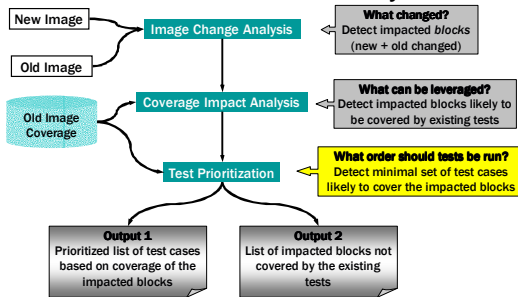 New Image
Old Image
Image Change Analysis
What changed?
Detect impacted blocks
(new + old changed)
Old Image
Coverage
Coverage Impact Analysis
What can be leveraged?
Detect impacted blocks likely to
be covered by existing tests
Test Prioritization
What order should tests be run?
Detect minimal set of test cases
likely to cover the impacted blocks
Output 1
Prioritized list of test cases
based on coverage of the
impacted blocks
Output 2
List of impacted blocks not
covered by the existing
tests